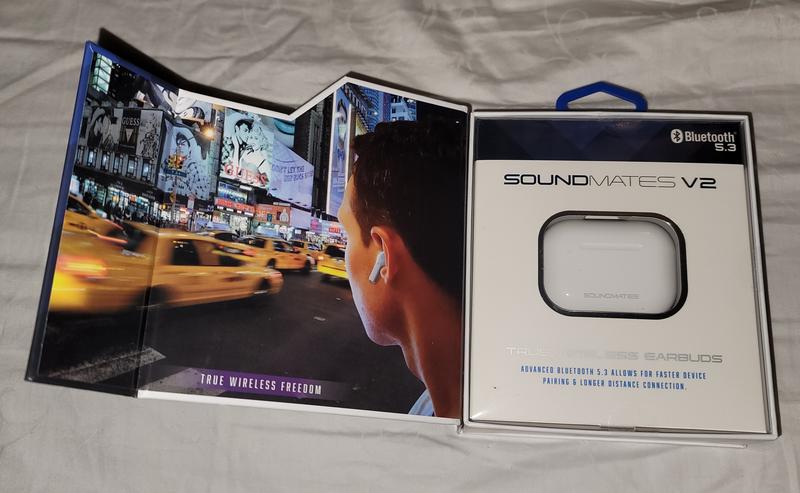 GUESS
GUESS
TRUE WIRELESS FREEDOM
Bluetooth®
5.3
SOUNDMATES V2
SOUNDMATES
TRUE WIRELESS EARBUDS
ADVANCED BLUETOOTH 5.3 ALLOWS FOR FASTER DEVICE
PAIRING & LONGER DISTANCE CONNECTION.